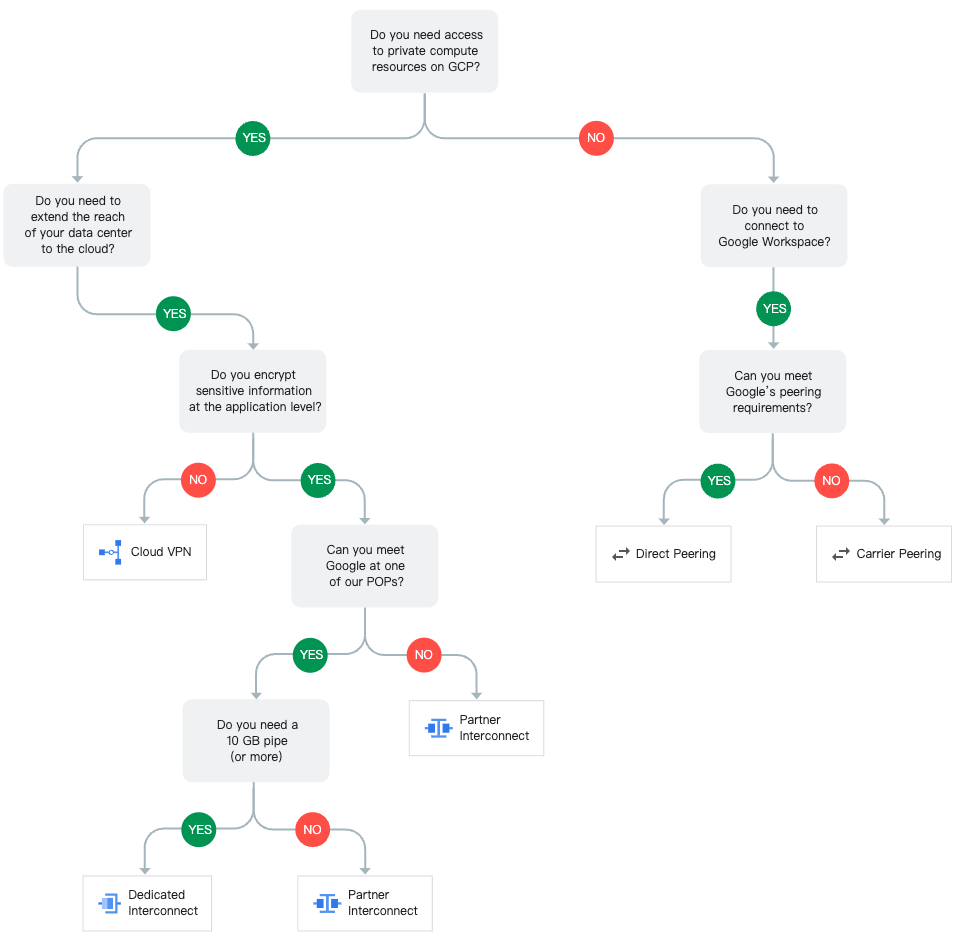 Do you need access
to private compute
resources on GCP?
YES
NO
Do you need to
extend the reach
of your data center
to the cloud?
Do you need to
connect to
Google Workspace?
YES
YES
Do you encrypt
sensitive information
at the application level?
Can you meet
Google's peering
requirements?
NO
YES
YES
NO
Cloud VPN
Can you meet
Google at one
of our POPs?
Direct Peering
Carrier Peering
YES
NO
Do you need a
10 GB pipe
(or more)
Partner
Interconnect
YES
NO
Dedicated
Interconnect
Partner
Interconnect